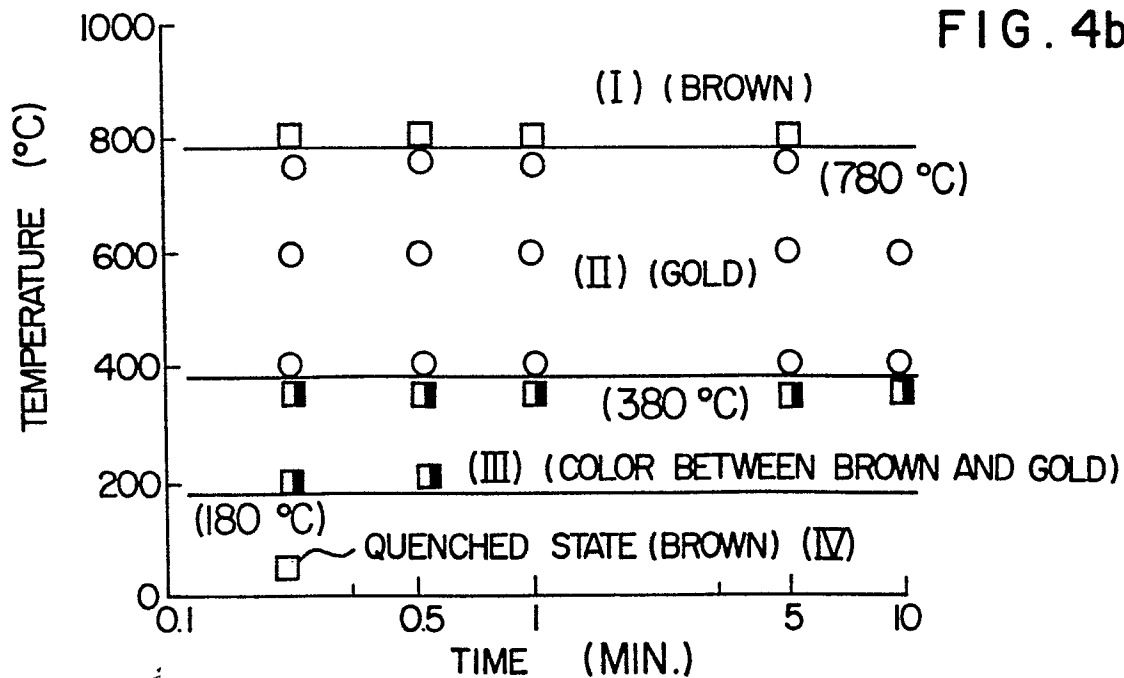 FIG. 4b
1000
(I) (BROWN)
800
(780 °C)
TEMPERATURE (°C)
600
(II) (GOLD)
400
(380 °C)
(III) (COLOR BETWEEN BROWN AND GOLD)
200
(180 °C)
QUENCHED STATE (BROWN) (IV)
0
0.1 0.5 1 5 10
TIME (MIN.)